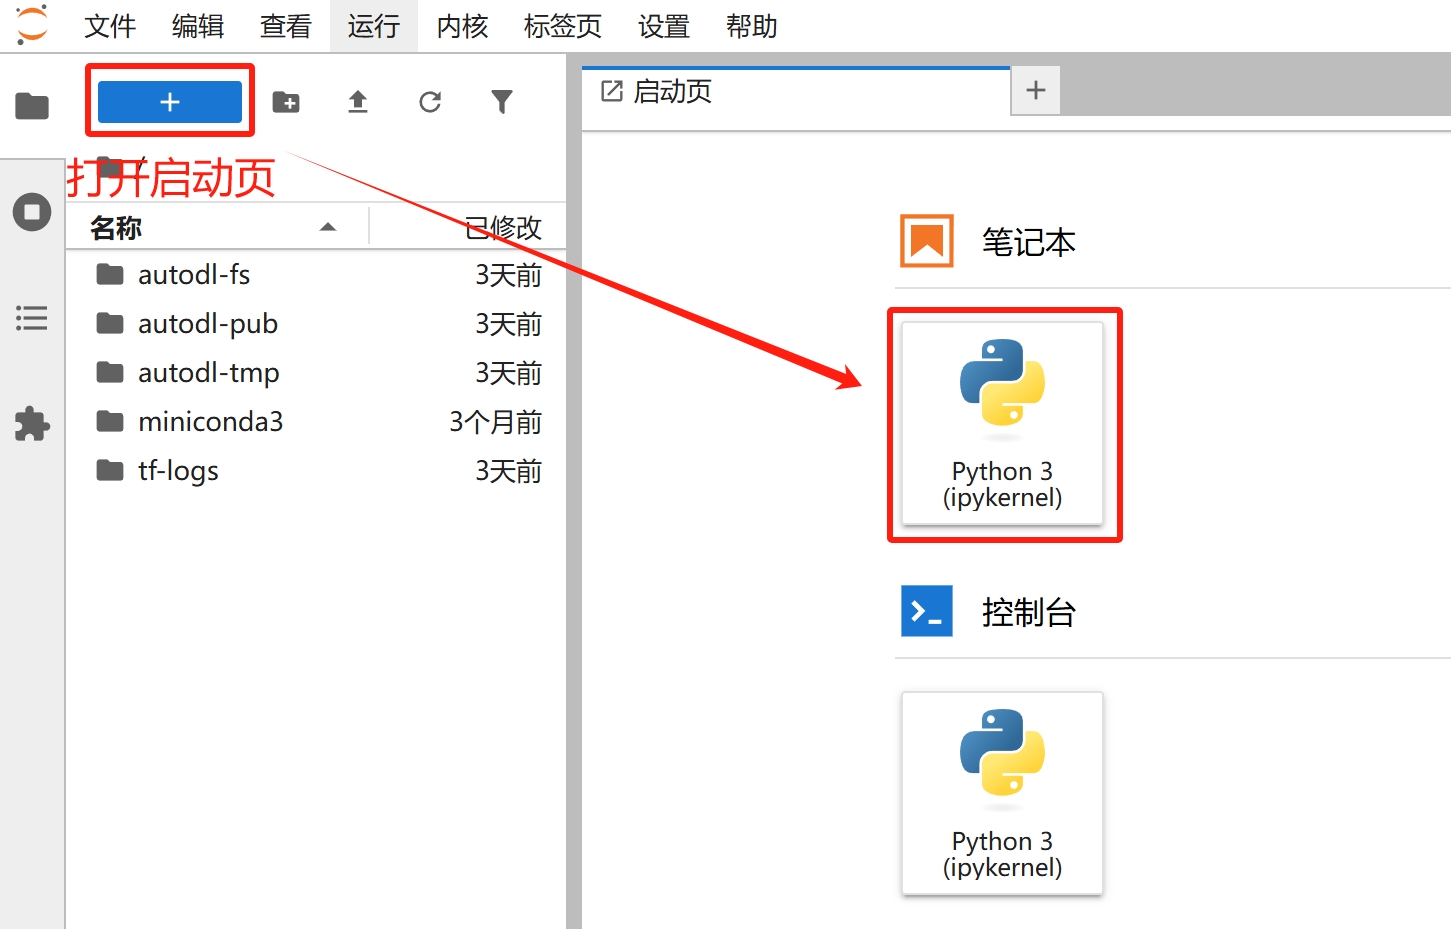 文件 编辑 查看 运行 内核 标签页 设置 帮助
启动页
/
打开启动页
名称 已修改
autodl-fs 3天前
autodl-pub 3天前
autodl-tmp 3天前
miniconda3 3个月前
tf-logs 3天前
笔记本
Python 3
(ipykernel)
控制台
Python 3
(ipykernel)